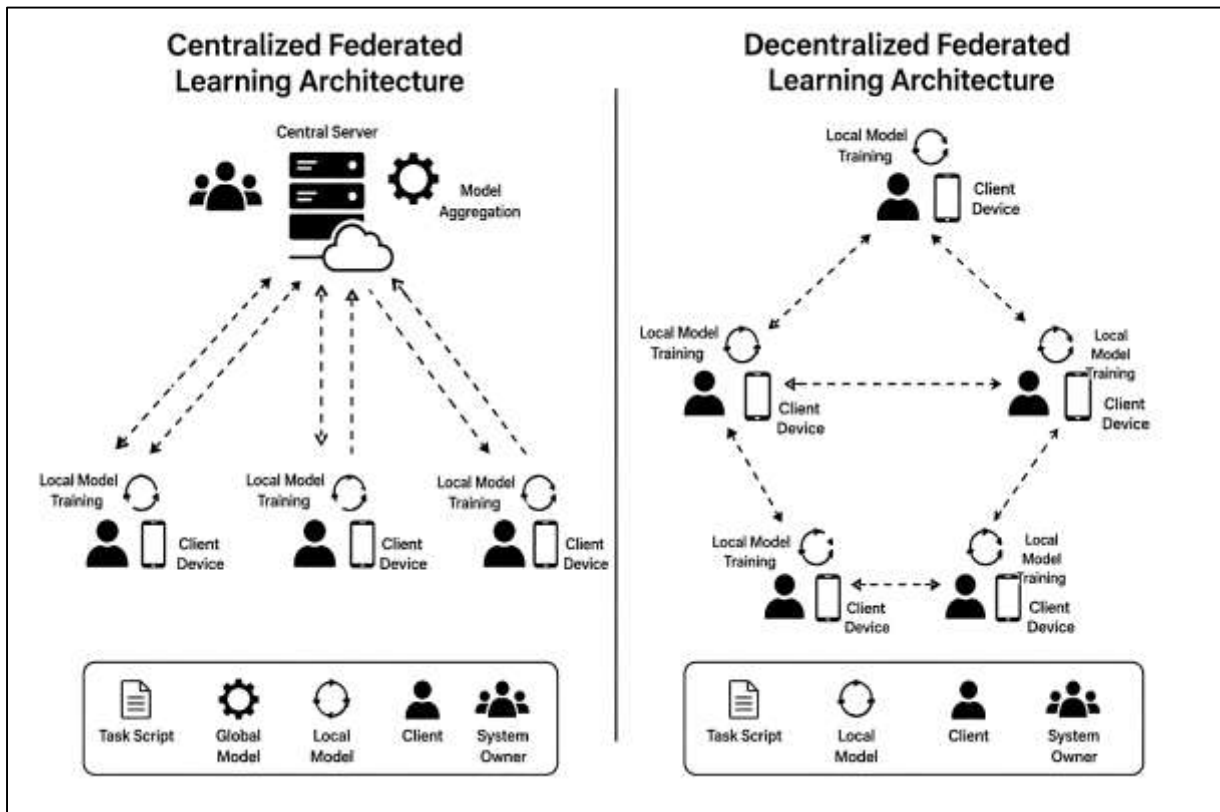 Centralized Federated
Learning Architecture
Central Server
Model
Aggregation
Local Model
Training
Client
Device
Local Model
Training
Client
Device
Local Model
Training
Client
Device
Task Script
Global
Model
Local
Model
Client
System
Owner
Decentralized Federated
Learning Architecture
Local Model
Training
Client
Device
Local Model
Training
Client
Device
Local
Model
Training
Client
Device
Local Model
Training
Client
Device
Local
Model
Training
Client
Device
Task Script
Local
Model
Client
System
Owner